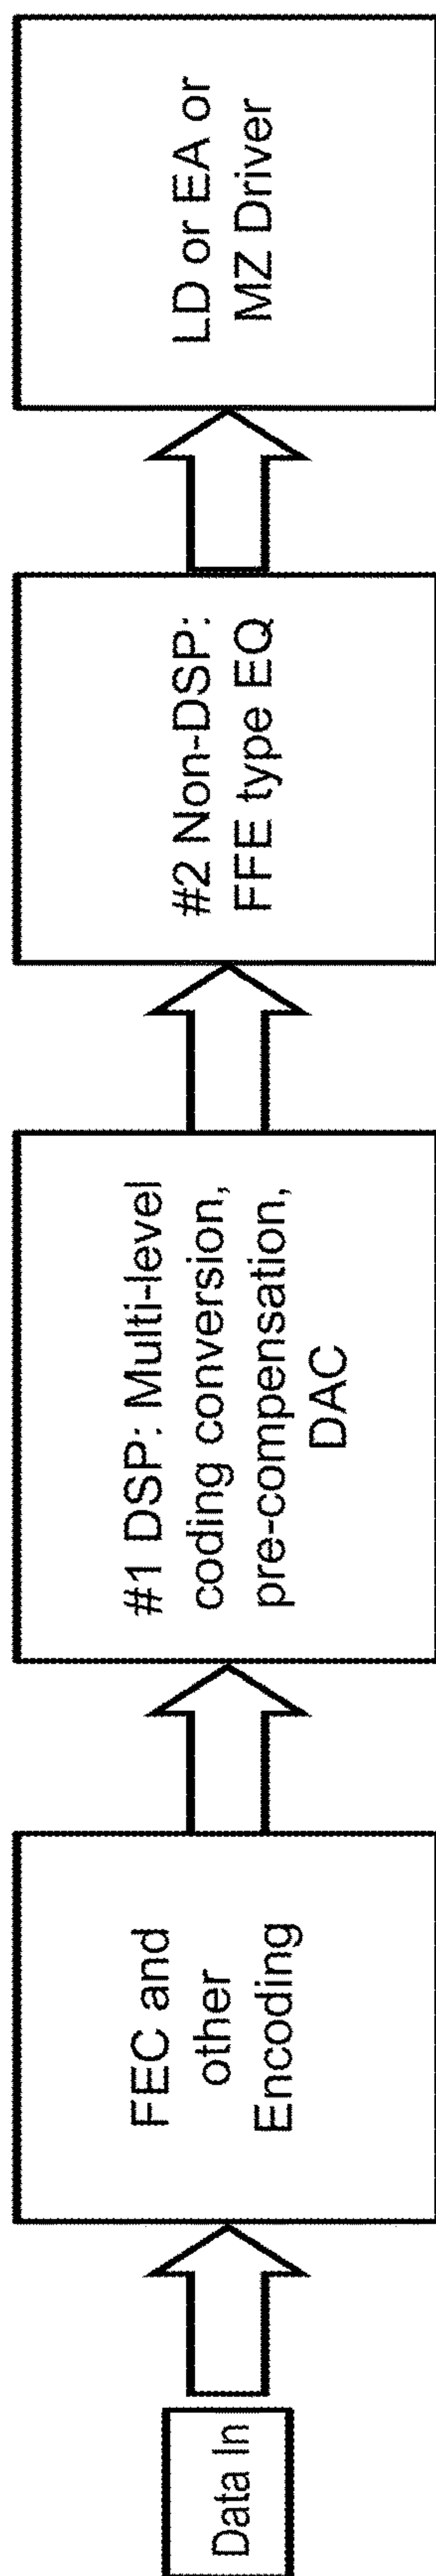 Data In
FEC and
other
Encoding
#1 DSP: Multi-level
coding conversion,
pre-compensation,
DAC
#2 Non-DSP:
FFE type EQ
LD or EA or
MZ Driver